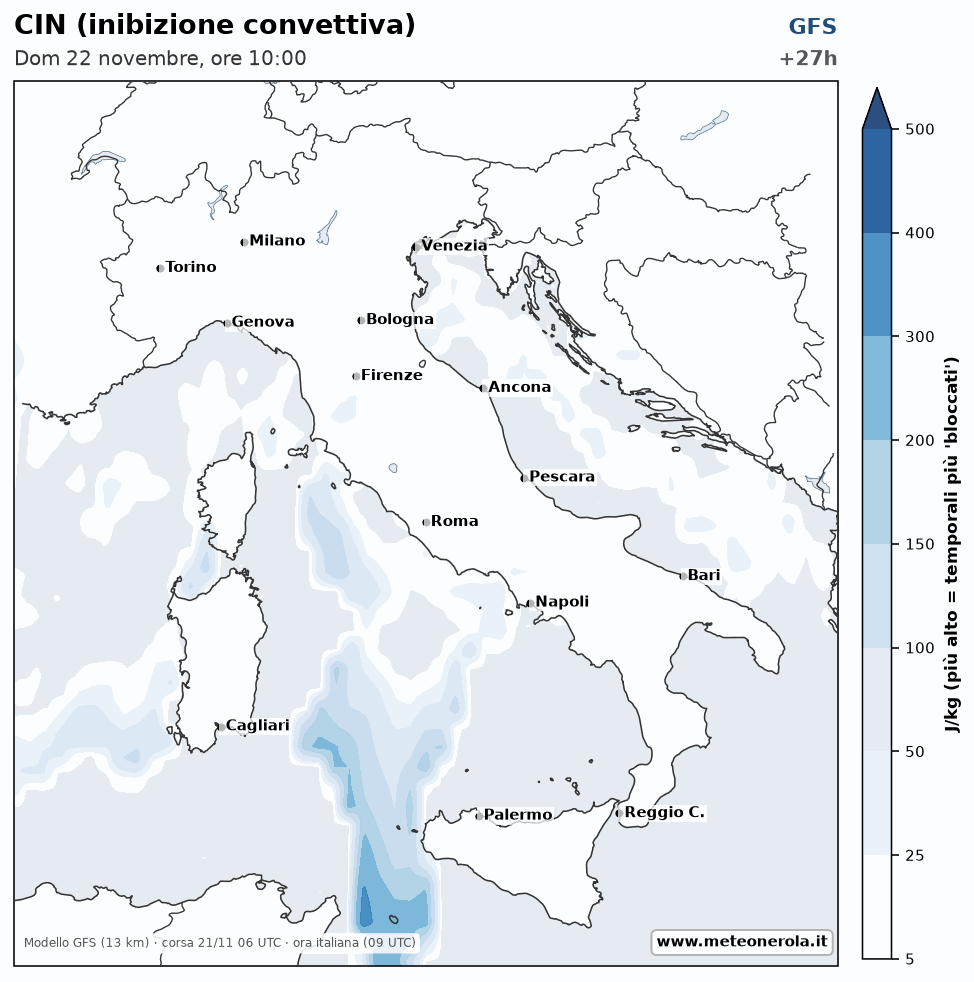 CIN (inibizione convettiva)
GFS
Dom 22 novembre, ore 10:00
+27h
Milano
Venezia
Torino
Genova
Bologna
Firenze
Ancona
Pescara
Roma
Bari
Napoli
Cagliari
Palermo
Reggio C.
Modello GFS (13 km) · corsa 21/11 06 UTC · ora italiana (09 UTC)
www.meteonerola.it
500
400
300
200
150
100
50
25
5
J/kg (più alto = temporali più 'bloccati')